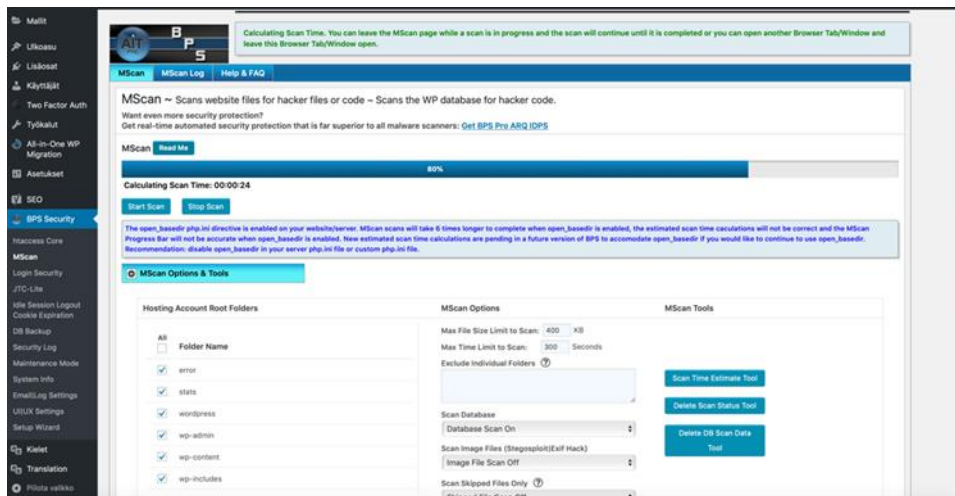 Mallit
Ulkoasu
Lisäosat
Käyttäjät
Two Factor Auth
Työkalut
All-in-One WP
Migration
Asetukset
SEO
BPS Security
htaccess Core
MScan
Login Security
JTC-Lite
Idle Session Logout
Cookie Expiration
DB Backup
Security Log
Maintenance Mode
System Info
Email|Log Settings
UI|UX Settings
Setup Wizard
Kielet
Translation
Piilota valikko
AIT
B
P
S
Calculating Scan Time. You can leave the MScan page while a scan is in progress and the scan will continue until it is completed or you can open another Browser Tab/Window and
leave this Browser Tab/Window open.
MScan MScan Log Help & FAQ
MScan ~ Scans website files for hacker files or code ~ Scans the WP database for hacker code.
Want even more security protection?
Get real-time automated security protection that is far superior to all malware scanners: Get BPS Pro ARQ IDPS
MScan Read Me
80%
Calculating Scan Time: 00:00:24
Start Scan Stop Scan
The open_basedir php.ini directive is enabled on your website/server. MScan scans will take 6 times longer to complete when open_basedir is enabled, the estimated scan time caculations will not be correct and the MScan
Progress Bar will not be accurate when open_basedir is enabled. New estimated scan time calculations are pending in a future version of BPS to accomodate open_basedir if you would like to continue to use open_basedir.
Recommendation: disable open_basedir in your server php.ini file or custom php.ini file.
MScan Options & Tools
Hosting Account Root Folders
All
Folder Name
error
stats
wordpress
wp-admin
wp-content
wp-includes
MScan Options
Max File Size Limit to Scan: 400 KB
Max Time Limit to Scan: 300 Seconds
Exclude Individual Folders ?
Scan Database
Database Scan On
Scan Image Files (Stegosploit|Exif Hack)
Image File Scan Off
Scan Skipped Files Only ?
Skipped File Scan Off
MScan Tools
Scan Time Estimate Tool
Delete Scan Status Tool
Delete DB Scan Data
Tool